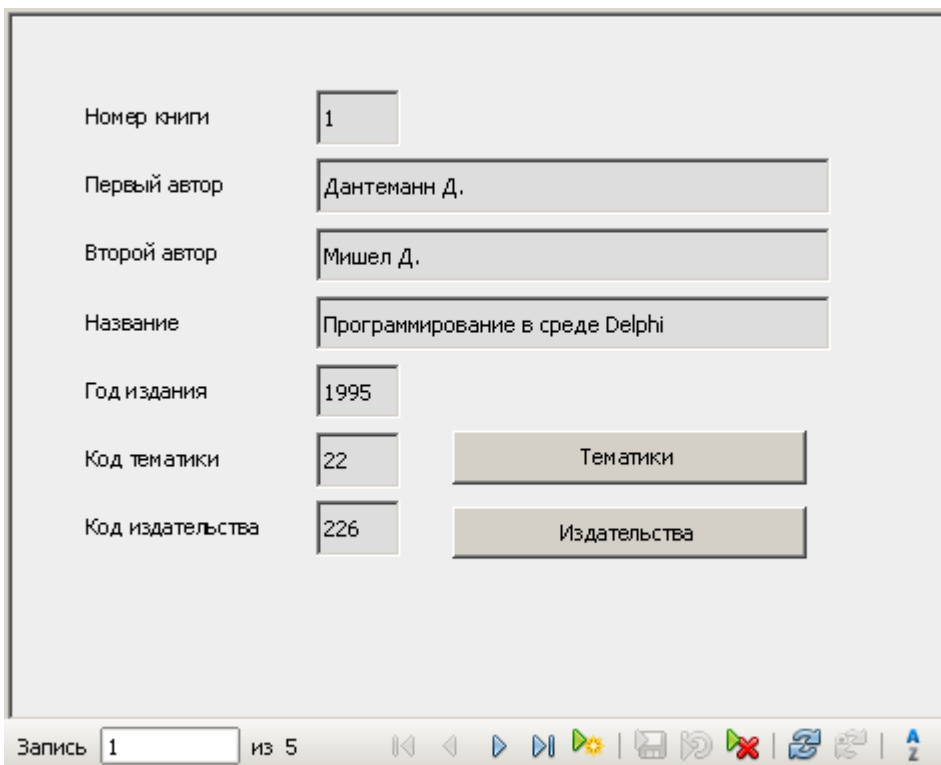 Номер книги 1
Первый автор Дантеманн Д.
Второй автор Мишел Д.
Название Программирование в среде Delphi
Год издания 1995
Код тематики 22 Тематики
Код издательства 226 Издательства
Запись 1 из 5 A Z